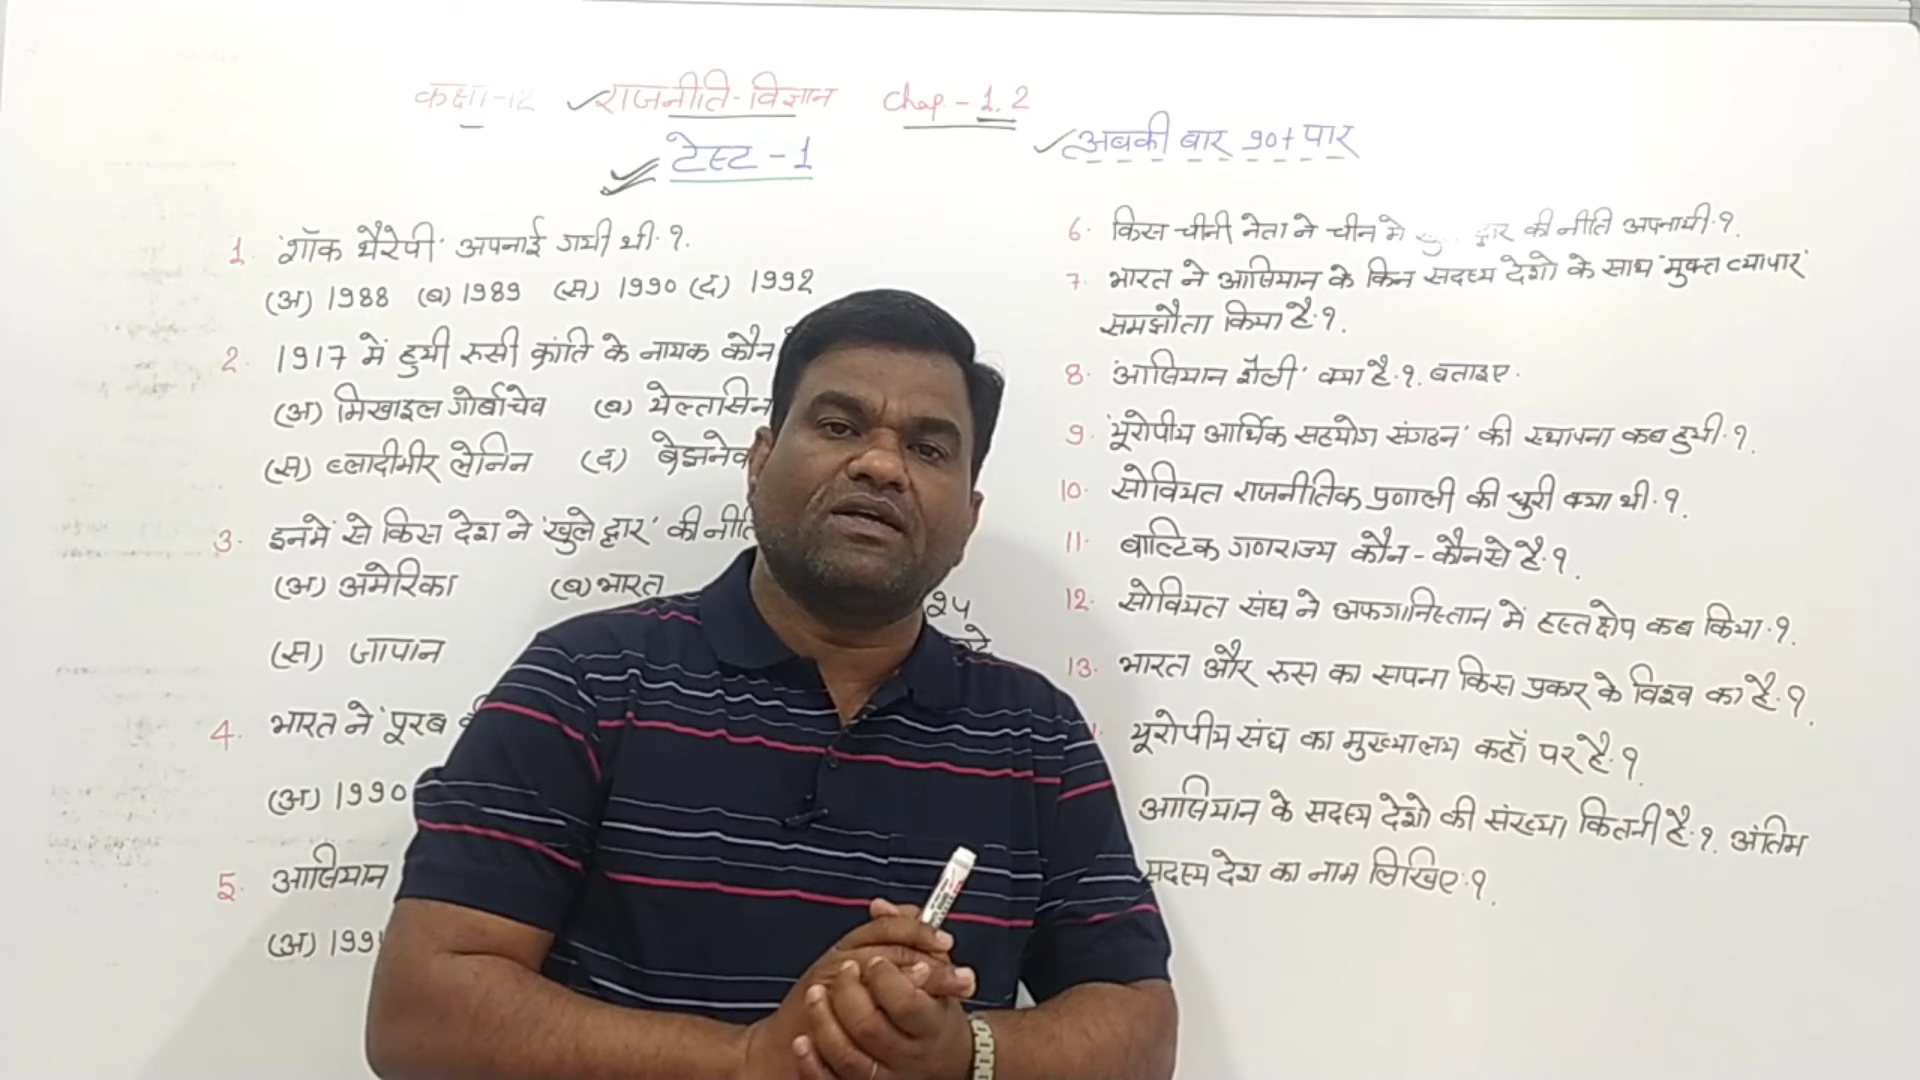 कक्षा-12 राजनीति-विज्ञान Chap.-1.2
टेस्ट-1
अबकी बार 90+ पार
1. 'शॉक थैरेपी' अपनाई गयी थी.?.
(अ) 1988 (ब) 1989 (स) 1990 (द) 1992
2. 1917 में हुयी रुसी क्रांति के नायक कौन
(अ) मिखाइल गोर्बाचेव (ब) येल्तसिन
(स) ब्लादीमीर लेनिन (द)
3. इनमें से किस देश ने 'खुले द्वार' की
(अ) अमेरिका (ब) भारत
(स) जापान
4. भारत ने 'पूरब
(अ) 1990
5. आसियान
(अ)
6. किस चीनी नेता ने चीन मे द्वार की नीति अपनायी.?.
7. भारत ने आसियान के किन सदस्य देशो के साथ 'मुक्त व्यापार'
समझौता किया है.?.
8. 'आसियान शैली' क्या है.?. बताइए.
9. 'यूरोपीय आर्थिक सहयोग संगठन' की स्थापना कब हुयी.?.
10. सोवियत राजनीतिक प्रणाली की धुरी क्या थी.?.
11. बाल्टिक गणराज्य कौन-कौनसे है.?.
12. सोवियत संघ ने अफगानिस्तान में हस्तक्षेप कब किया.?.
13. भारत और रुस का सपना किस प्रकार के विश्व का है.?.
यूरोपीय संघ का मुख्यालय कहाँ पर है.?.
आसियान के सदस्य देशो की संख्या कितनी है.?. अंतिम
सदस्य देश का नाम लिखिए.?.